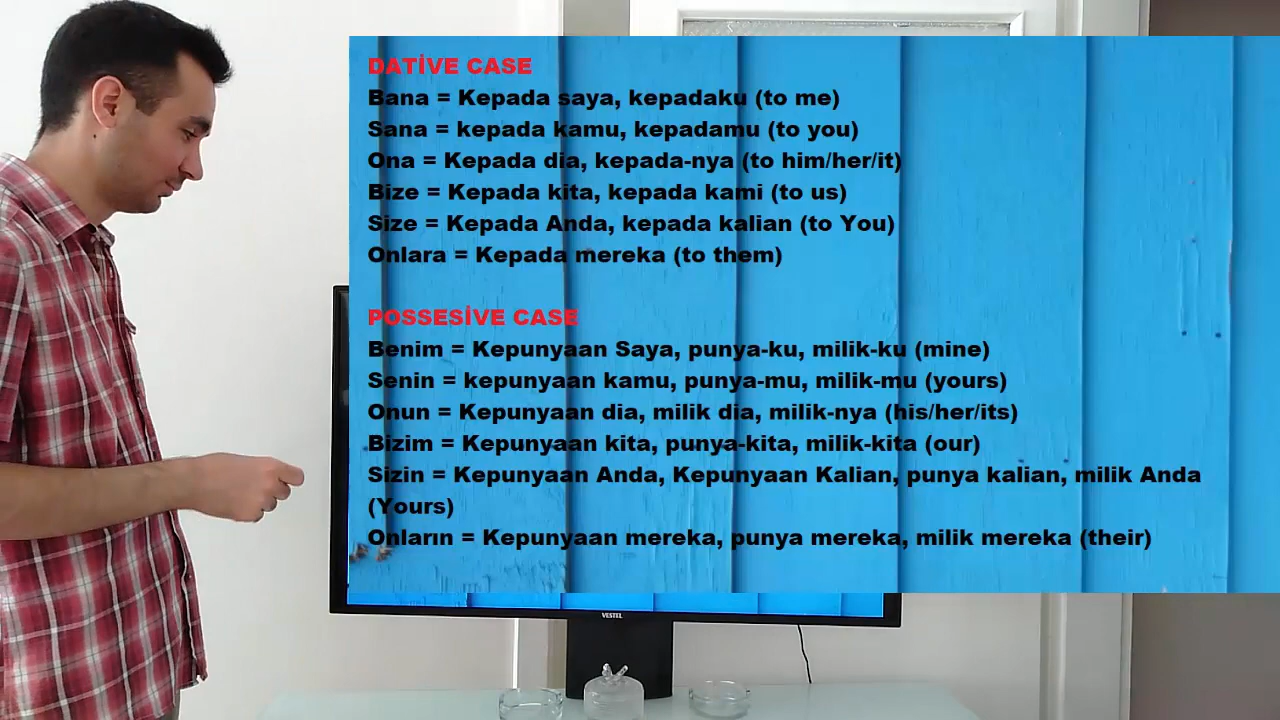 DATİVE CASE
Bana = Kepada saya, kepadaku (to me)
Sana = kepada kamu, kepadamu (to you)
Ona = Kepada dia, kepada-nya (to him/her/it)
Bize = Kepada kita, kepada kami (to us)
Size = Kepada Anda, kepada kalian (to You)
Onlara = Kepada mereka (to them)
POSSESİVE CASE
Benim = Kepunyaan Saya, punya-ku, milik-ku (mine)
Senin = kepunyaan kamu, punya-mu, milik-mu (yours)
Onun = Kepunyaan dia, milik dia, milik-nya (his/her/its)
Bizim = Kepunyaan kita, punya-kita, milik-kita (our)
Sizin = Kepunyaan Anda, Kepunyaan Kalian, punya kalian, milik Anda
(Yours)
Onların = Kepunyaan mereka, punya mereka, milik mereka (their)
VESTEL